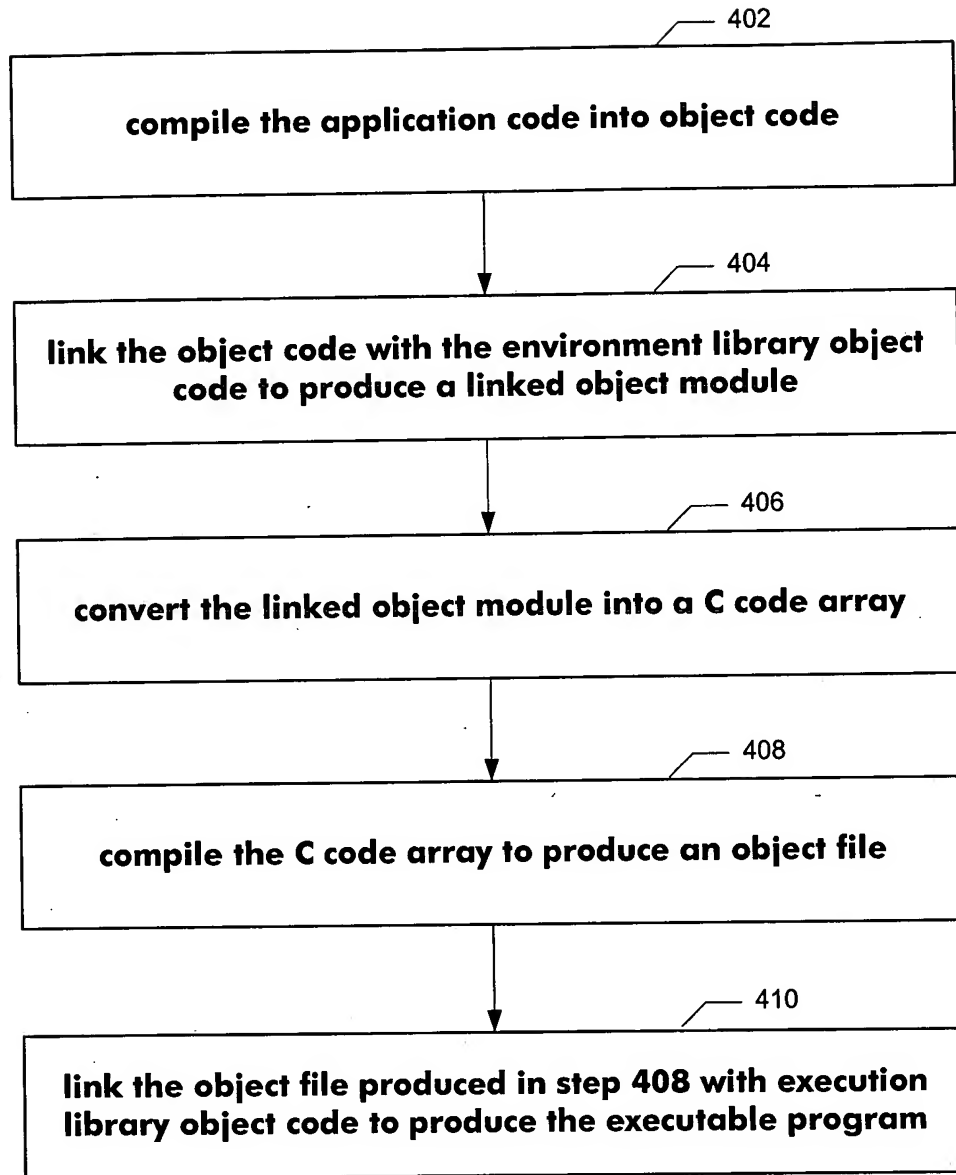 402
compile the application code into object code
404
link the object code with the environment library object
code to produce a linked object module
406
convert the linked object module into a C code array
408
compile the C code array to produce an object file
410
link the object file produced in step 408 with execution
library object code to produce the executable program